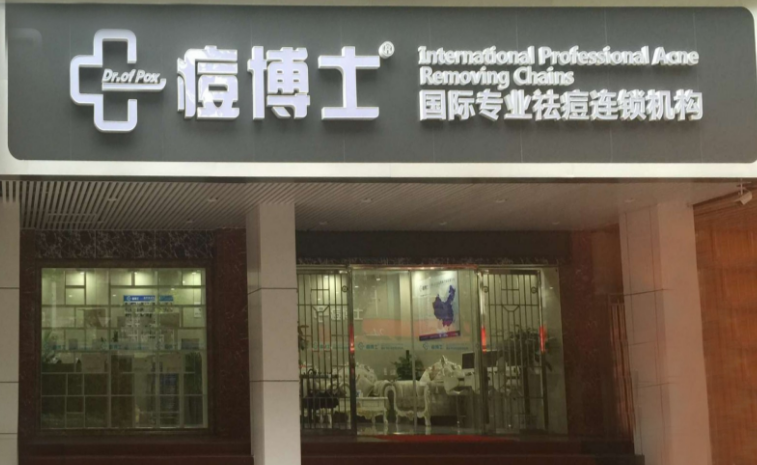 Dr.of Pox
痘博士®
International Professional Acne
Removing Chains
国际专业祛痘连锁机构